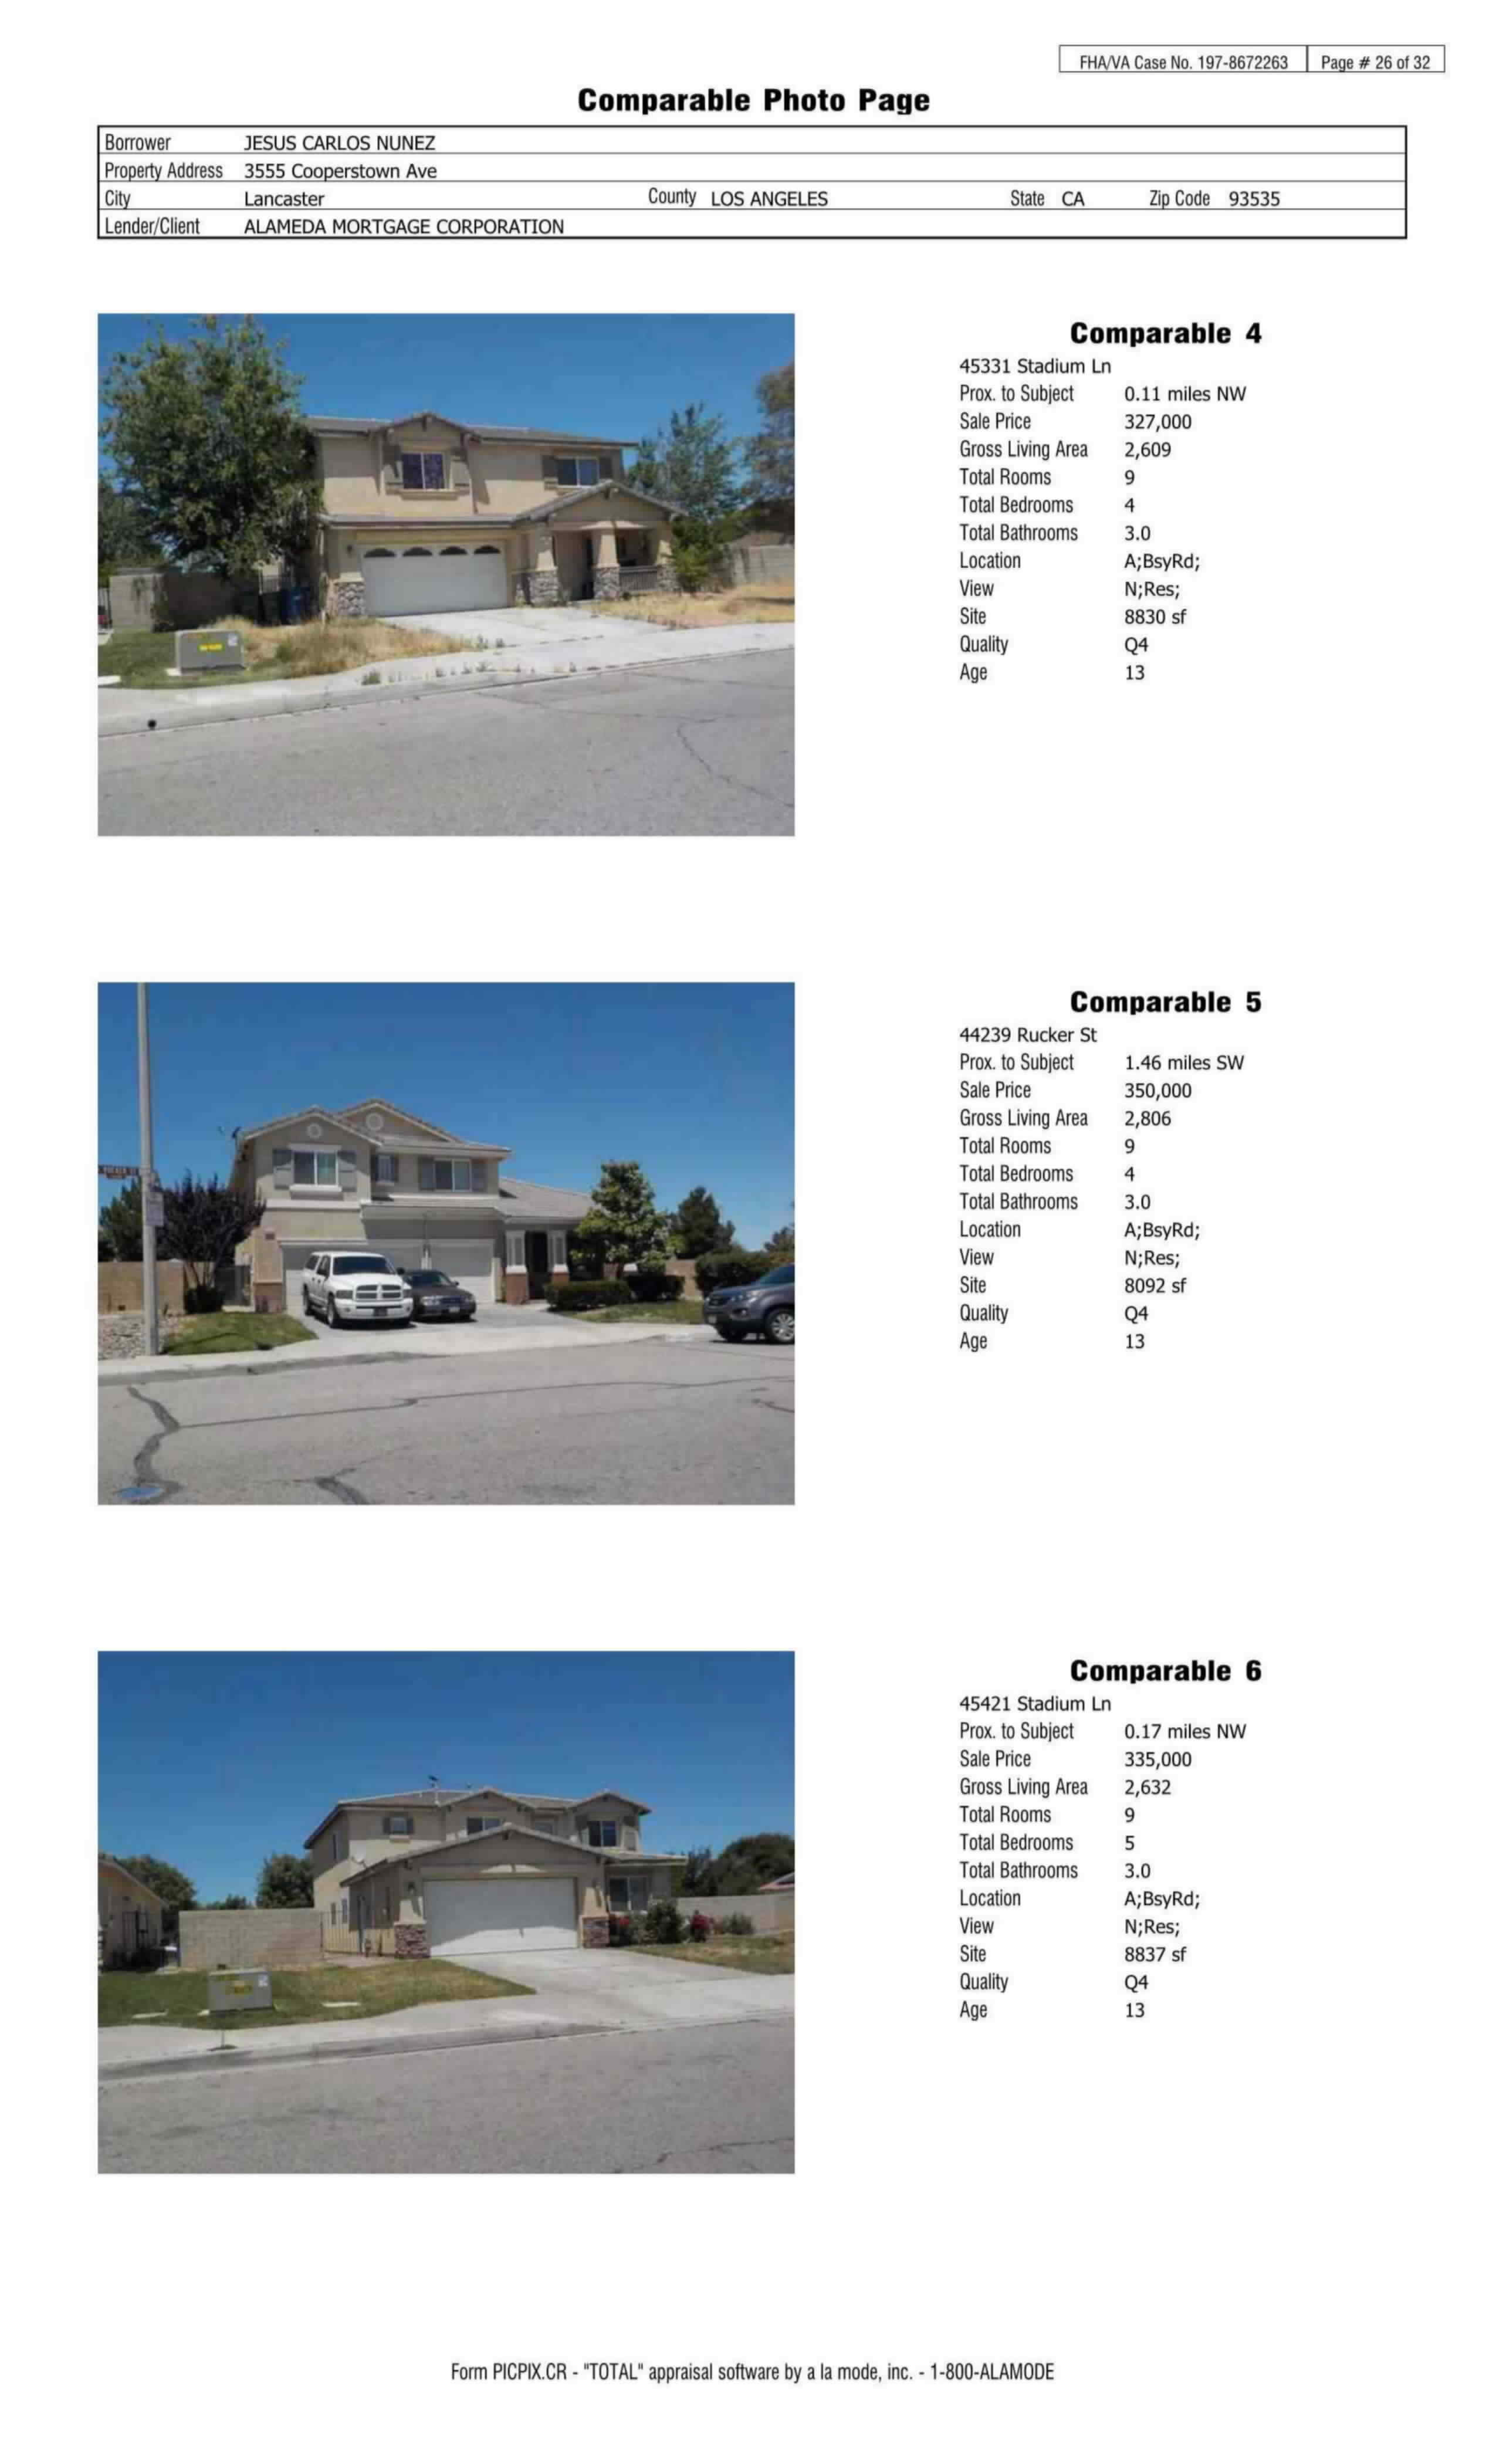 FHA/VA Case No. 197-8672263 Page # 26 of 32
Comparable Photo Page
Borrower JESUS CARLOS NUNEZ
Property Address 3555 Cooperstown Ave
City Lancaster County LOS ANGELES State CA Zip Code 93535
Lender/Client ALAMEDA MORTGAGE CORPORATION
Comparable 4
45331 Stadium Ln
Prox. to Subject 0.11 miles NW
Sale Price 327,000
Gross Living Area 2,609
Total Rooms 9
Total Bedrooms 4
Total Bathrooms 3.0
Location A;BsyRd;
View N;Res;
Site 8830 sf
Quality Q4
Age 13
Comparable 5
44239 Rucker St
Prox. to Subject 1.46 miles SW
Sale Price 350,000
Gross Living Area 2,806
Total Rooms 9
Total Bedrooms 4
Total Bathrooms 3.0
Location A;BsyRd;
View N;Res;
Site 8092 sf
Quality Q4
Age 13
Comparable 6
45421 Stadium Ln
Prox. to Subject 0.17 miles NW
Sale Price 335,000
Gross Living Area 2,632
Total Rooms 9
Total Bedrooms 5
Total Bathrooms 3.0
Location A;BsyRd;
View N;Res;
Site 8837 sf
Quality Q4
Age 13
Form PICPIX.CR - "TOTAL" appraisal software by a la mode, inc. - 1-800-ALAMODE